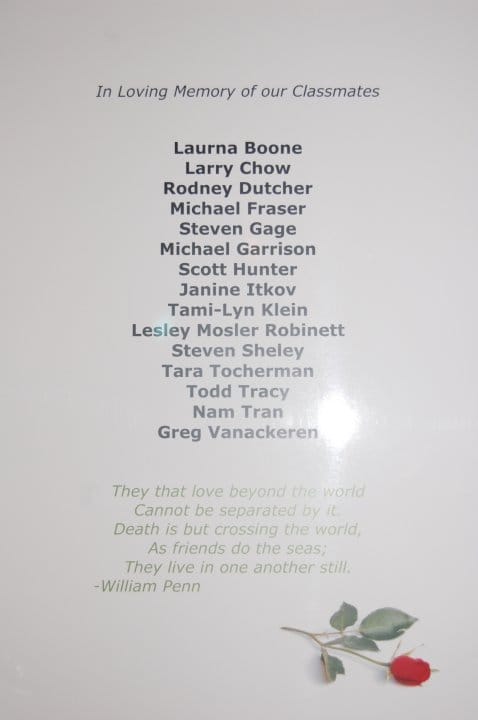 In Loving Memory of our Classmates
Laurna Boone
Larry Chow
Rodney Dutcher
Michael Fraser
Steven Gage
Michael Garrison
Scott Hunter
Janine Itkov
Tami-Lyn Klein
Lesley Mosler Robinett
Steven Sheley
Tara Tocherman
Todd Tracy
Nam Tran
Greg Vanackeren
They that love beyond the world
Cannot be separated by it.
Death is but crossing the world,
As friends do the seas;
They live in one another still.
-William Penn